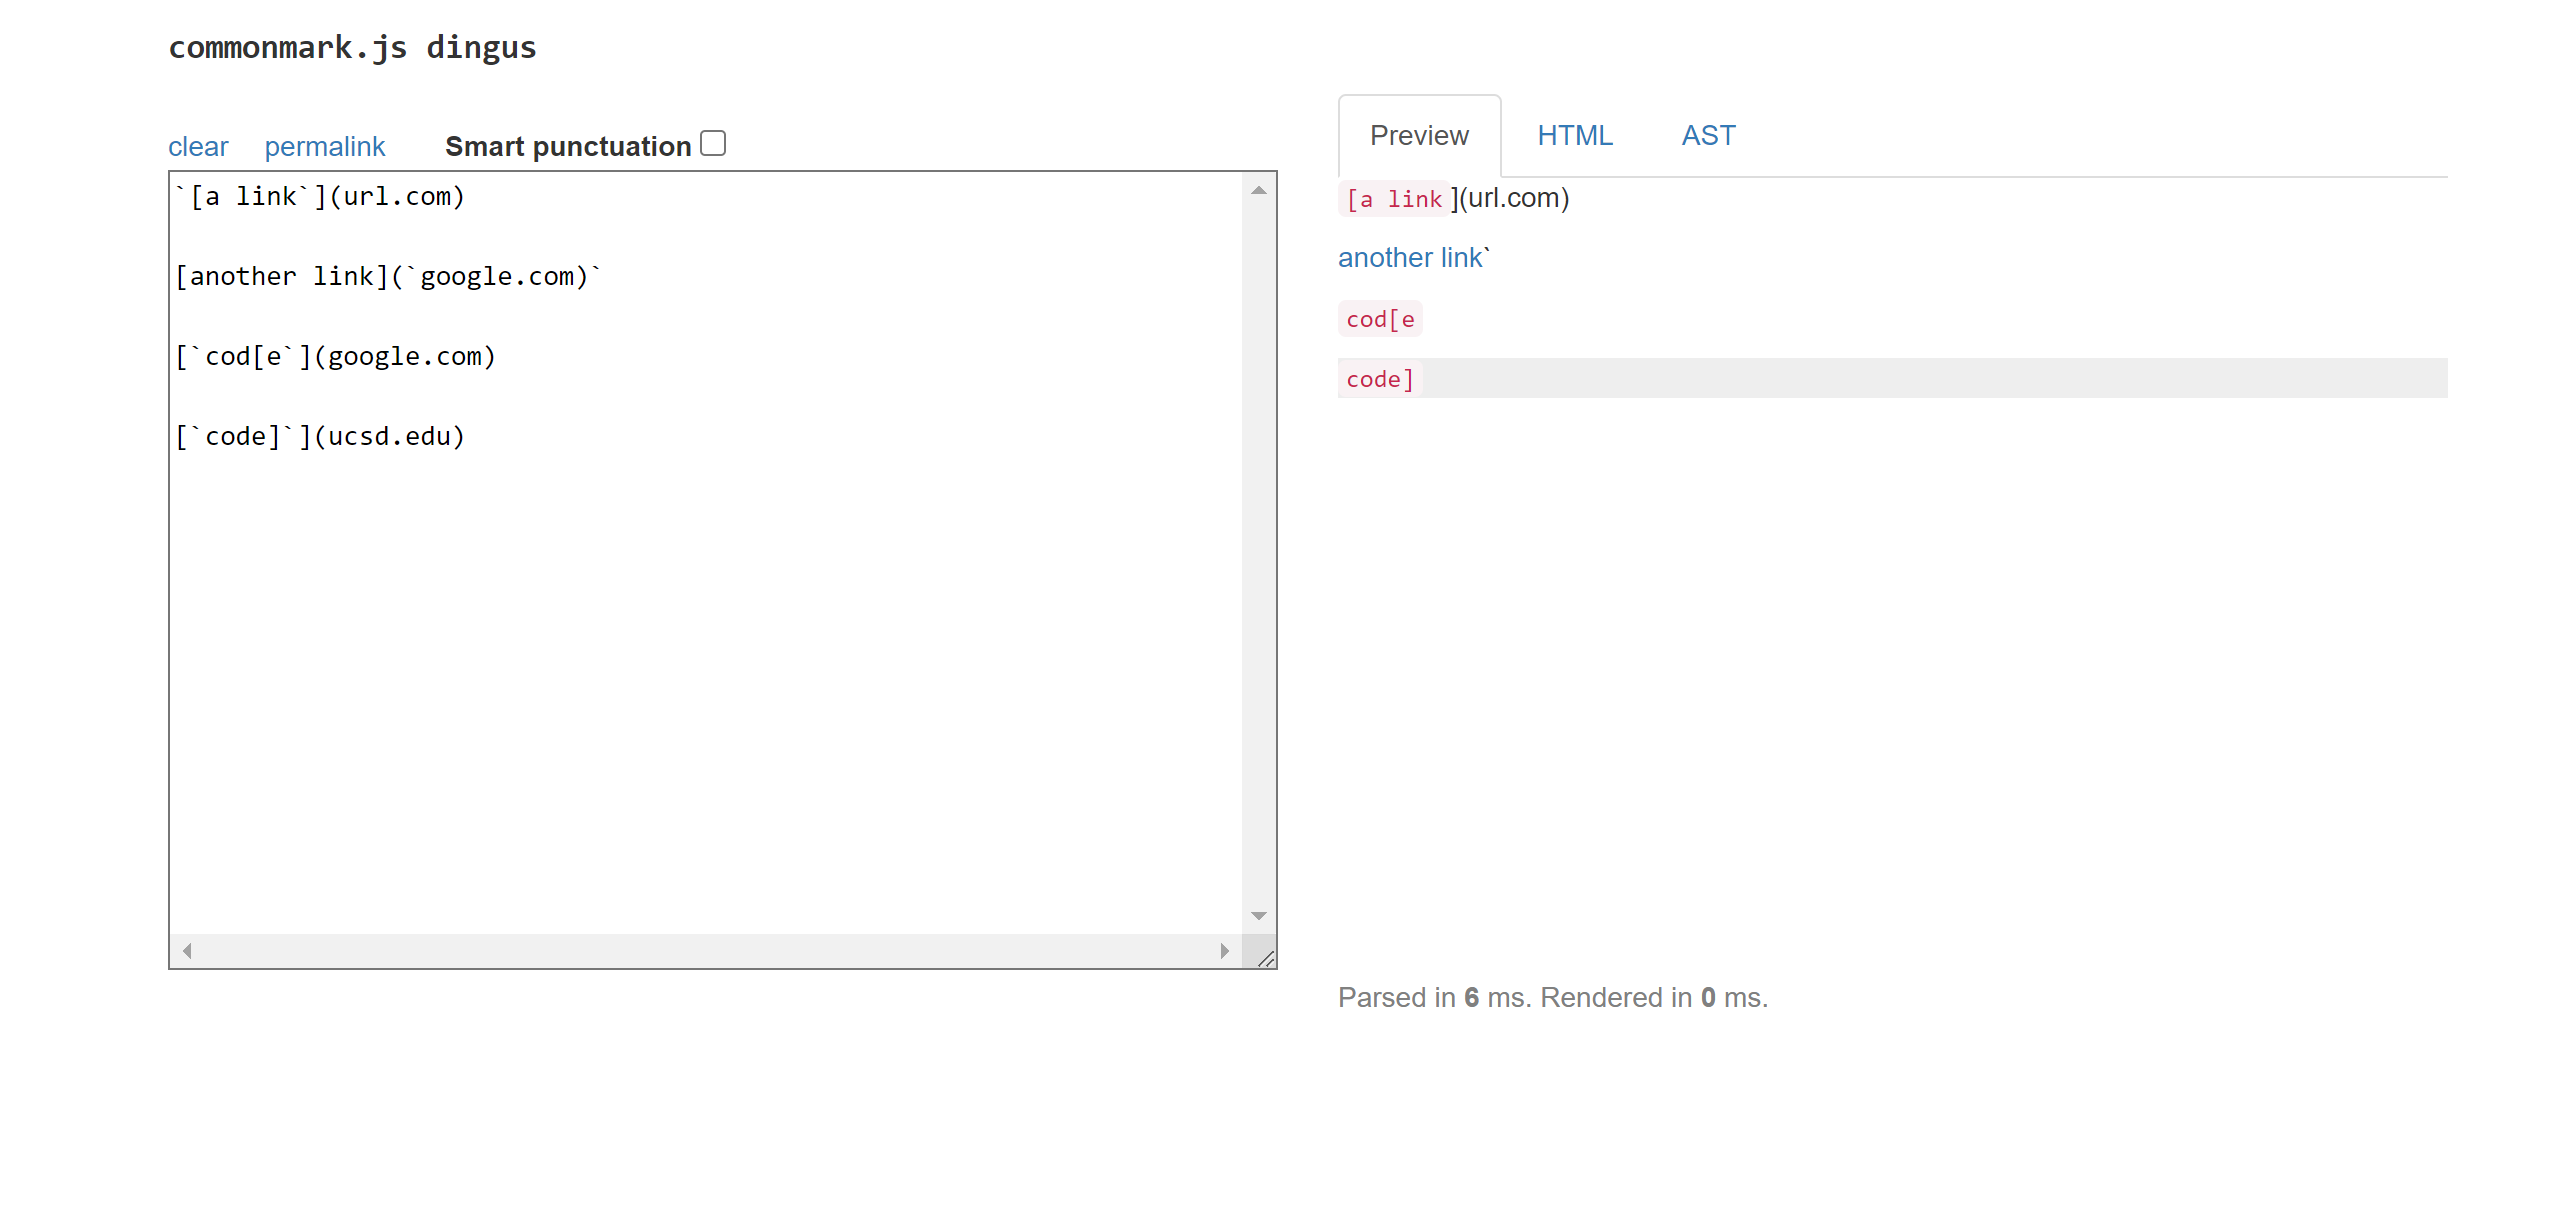 commonmark.js dingus
clear permalink Smart punctuation
`[a link`](url.com)
[another link](`google.com)`
[`cod[e`](google.com)
[`code]`](ucsd.edu)
Preview HTML AST
[a link](url.com)
another link`
cod[e
code]
Parsed in 6 ms. Rendered in 0 ms.